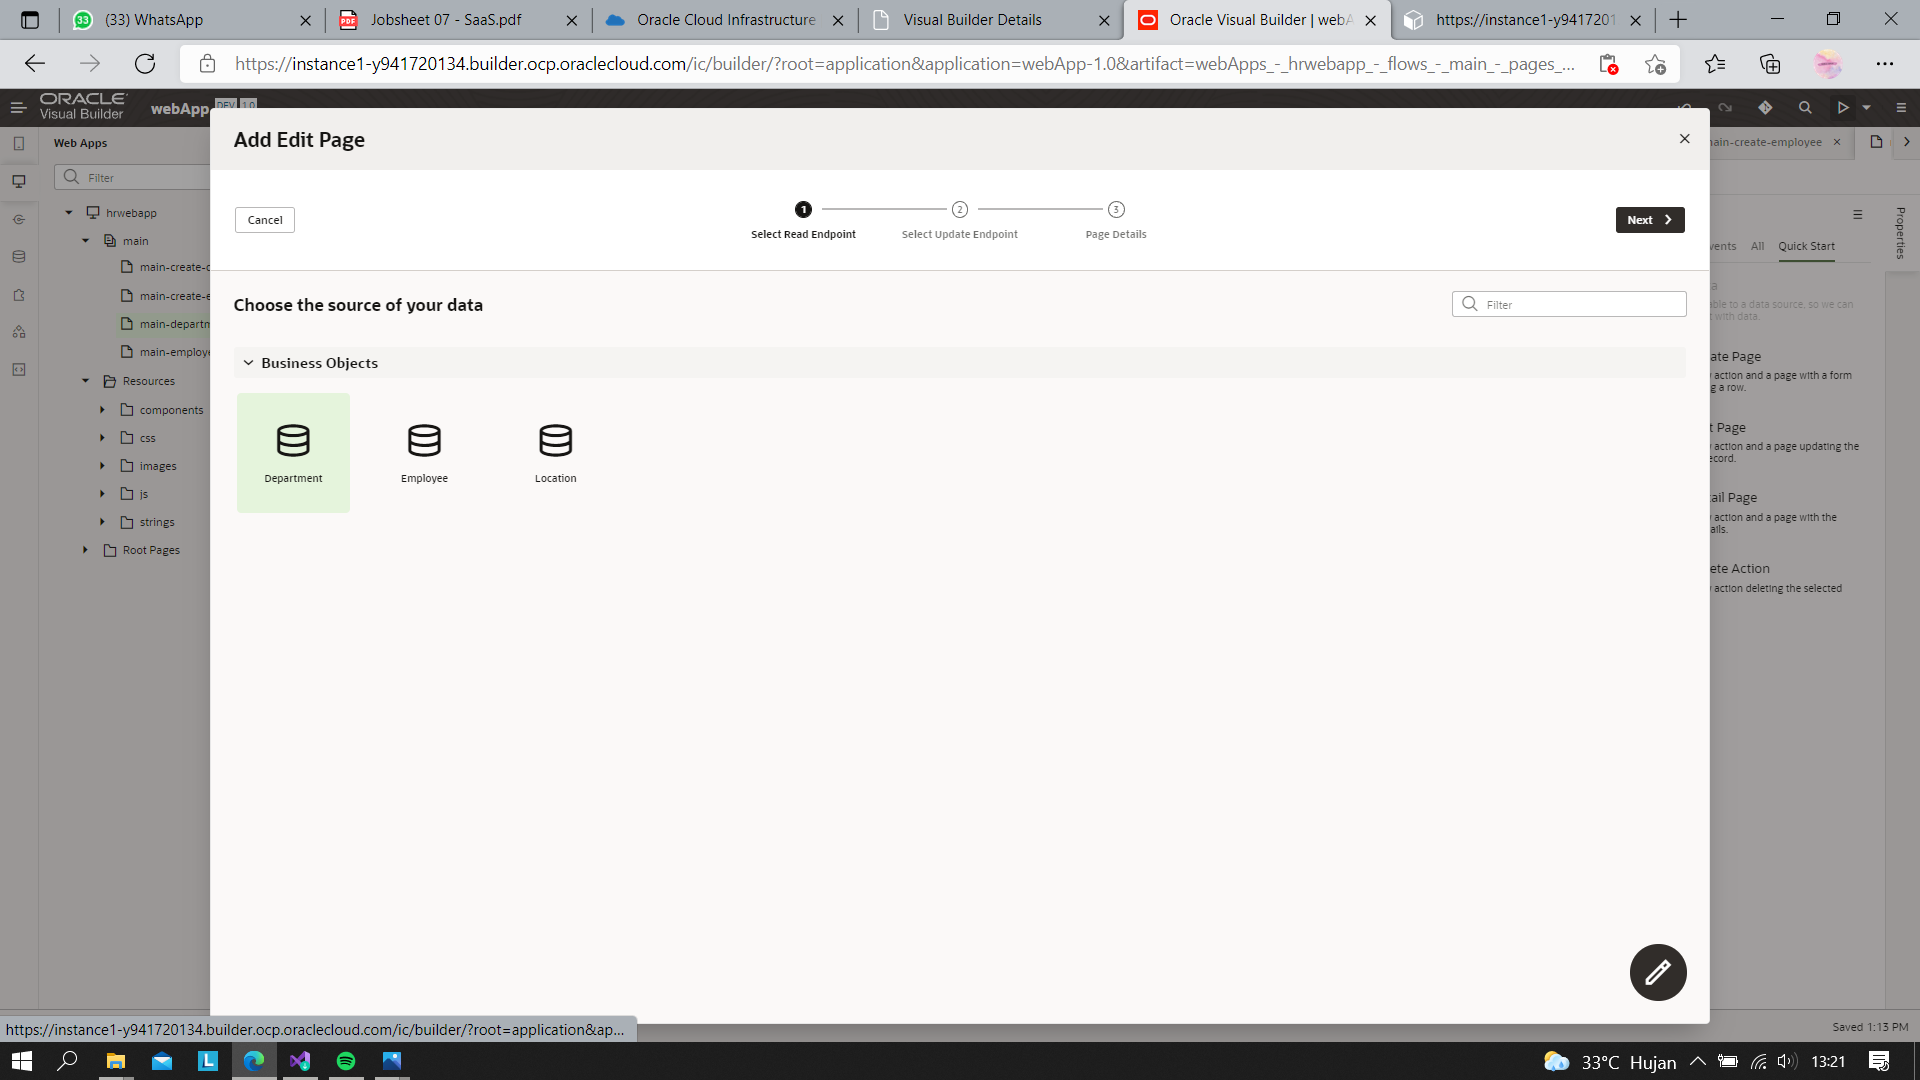 (33) WhatsApp
Jobsheet 07 - SaaS.pdf
Oracle Cloud Infrastructure
Visual Builder Details
Oracle Visual Builder | webA
https://instance1-y9417201
https://instance1-y941720134.builder.ocp.oraclecloud.com/ic/builder/?root=application&application=webApp-1.0&artifact=webApps_-_hrwebapp_-_flows_-_main_-_pages_-...
ORACLE
Visual Builder
webApp
DEV 1.0
Web Apps
Filter
hrwebapp
main
main-create-d
main-create-e
main-departm
main-employe
Resources
components
css
images
js
strings
Root Pages
Add Edit Page
Cancel
1
2
3
Select Read Endpoint
Select Update Endpoint
Page Details
Next
Choose the source of your data
Filter
Business Objects
Department
Employee
Location
main-create-employee
Properties
vents
All
Quick Start
a
able to a data source, so we can
t with data.
ate Page
action and a page with a form
g a row.
t Page
action and a page updating the
ecord.
ail Page
action and a page with the
ails.
ete Action
action deleting the selected
Saved 1:13 PM
https://instance1-y941720134.builder.ocp.oraclecloud.com/ic/builder/?root=application&ap...
33°C Hujan
13:21